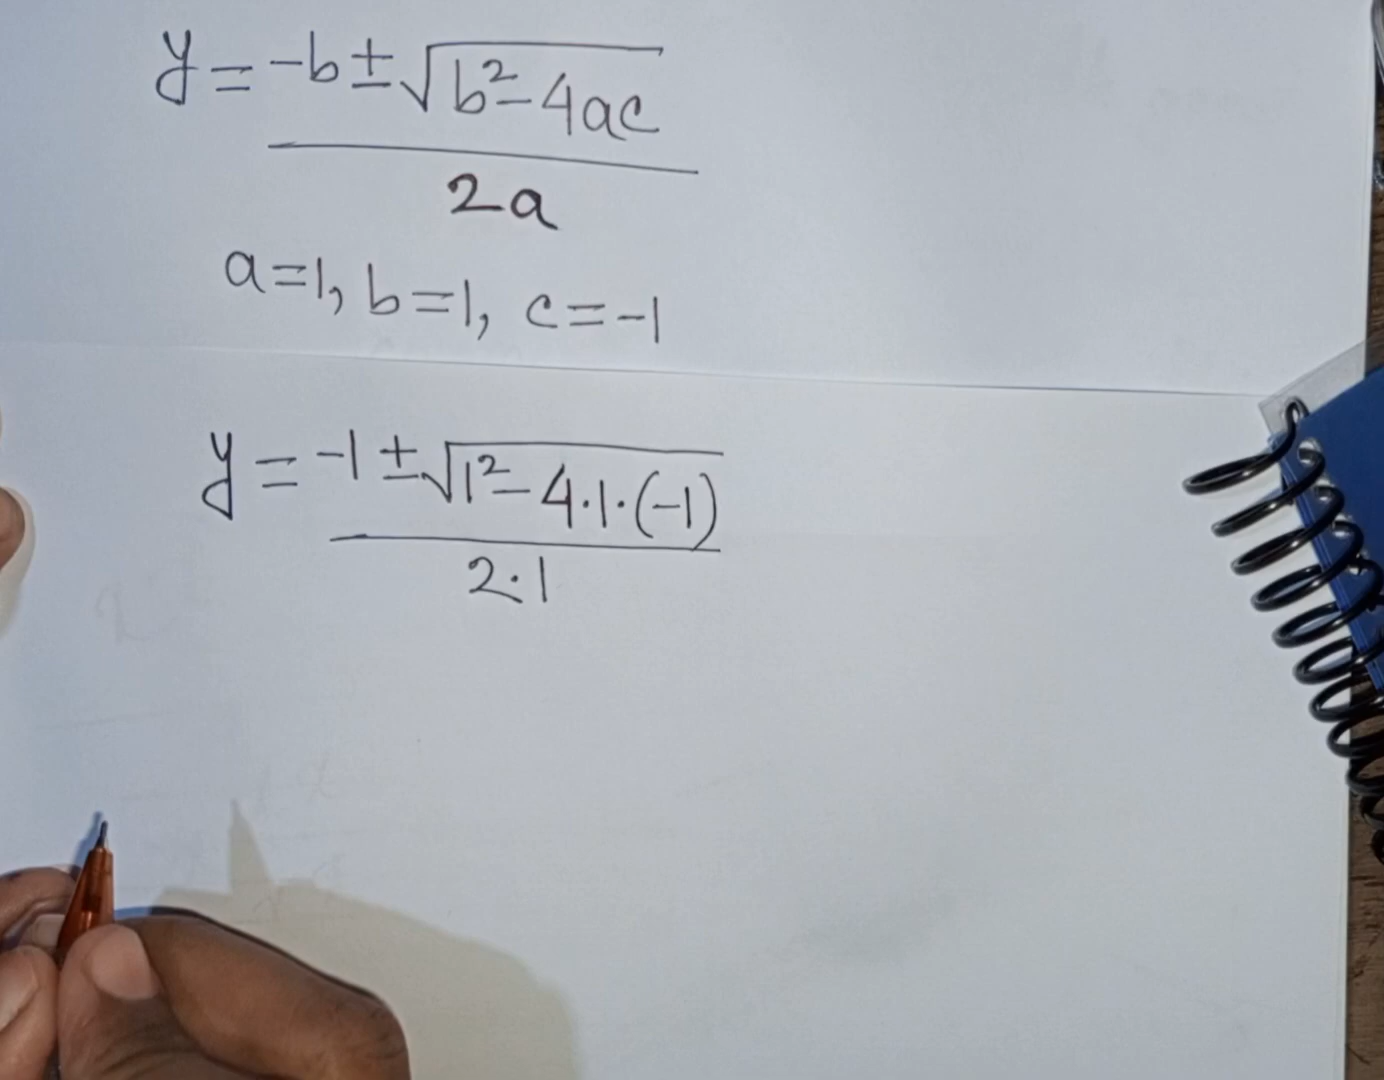 y = -b ± √b² - 4ac
2a
a = 1, b = 1, c = -1
y = -1 ± √1² - 4·1·(-1)
2·1